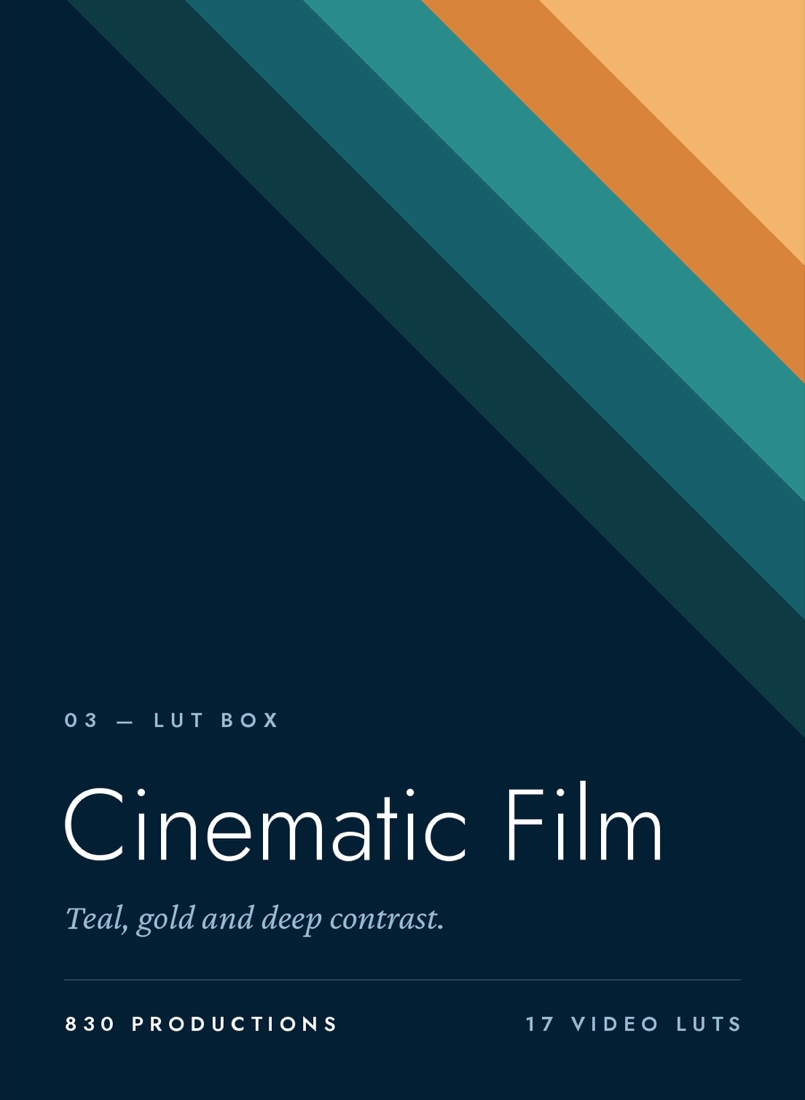 03 — LUT BOX
Cinematic Film
Teal, gold and deep contrast.
830 PRODUCTIONS
17 VIDEO LUTS